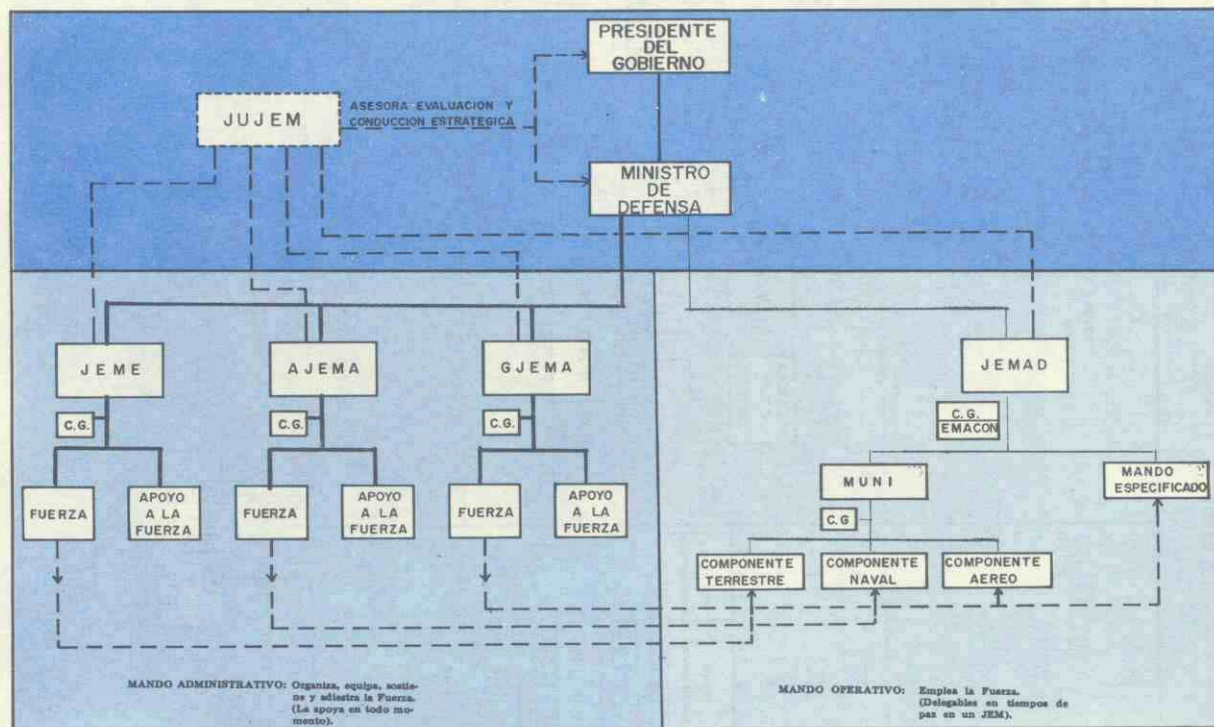 PRESIDENTE
DEL
GOBIERNO
JUJEM
ASESORA EVALUACION Y
CONDUCCION ESTRATEGICA
MINISTRO
DE
DEFENSA
JEME
AJEMA
GJEMA
JEMAD
C.G.
C.G.
C.G.
C.G.
EMACON
FUERZA
APOYO
A LA
FUERZA
FUERZA
APOYO
A LA
FUERZA
FUERZA
APOYO
A LA
FUERZA
MUNI
MANDO
ESPECIFICADO
C.G
COMPONENTE
TERRESTRE
COMPONENTE
NAVAL
COMPONENTE
AEREO
MANDO ADMINISTRATIVO: Organiza, equipa, sostie-
ne y adiestra la Fuerza.
(La apoya en todo mo-
mento).
MANDO OPERATIVO: Emplea la Fuerza.
(Delegables en tiempos de
paz en un JEM).